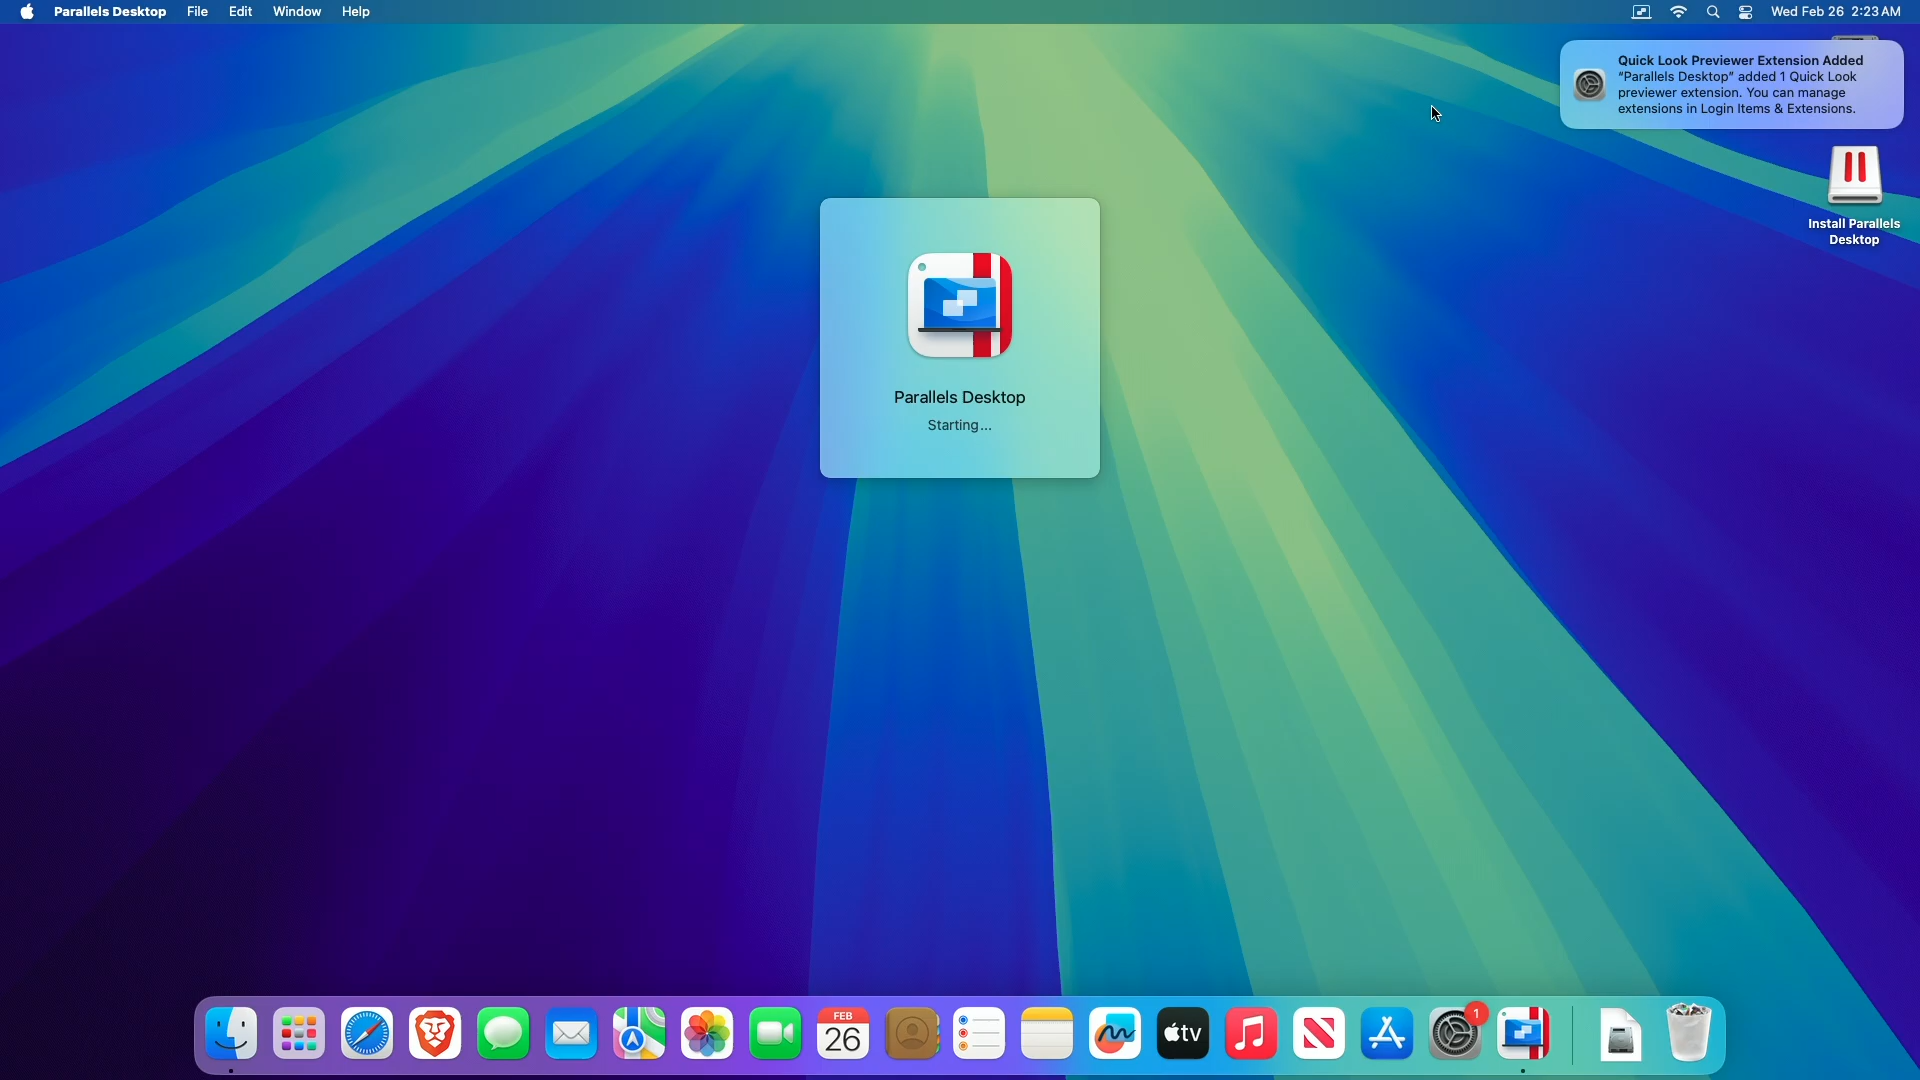 Parallels Desktop File Edit Window Help
Wed Feb 26 2:23 AM
Quick Look Previewer Extension Added
“Parallels Desktop” added 1 Quick Look
previewer extension. You can manage
extensions in Login Items & Extensions.
Install Parallels
Desktop
Parallels Desktop
Starting...
FEB
26
tv
1